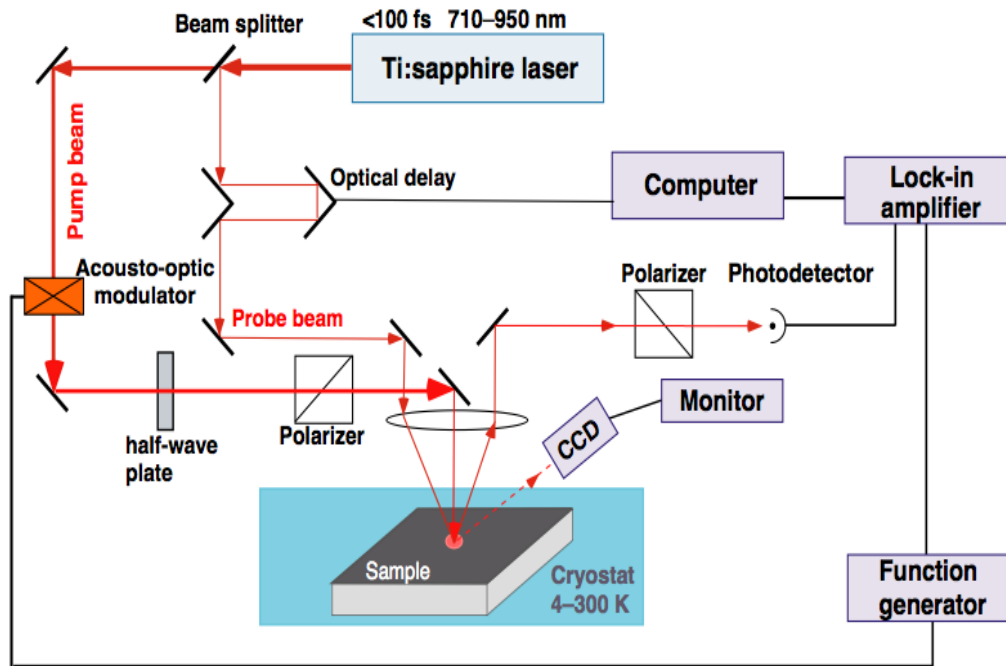 <100 fs 710–950 nm
Beam splitter
Ti:sapphire laser
Pump beam
Optical delay
Computer
Lock-in
amplifier
Acousto-optic
modulator
Probe beam
Polarizer
Photodetector
half-wave
plate
Polarizer
Monitor
CCD
Sample
Cryostat
4–300 K
Function
generator